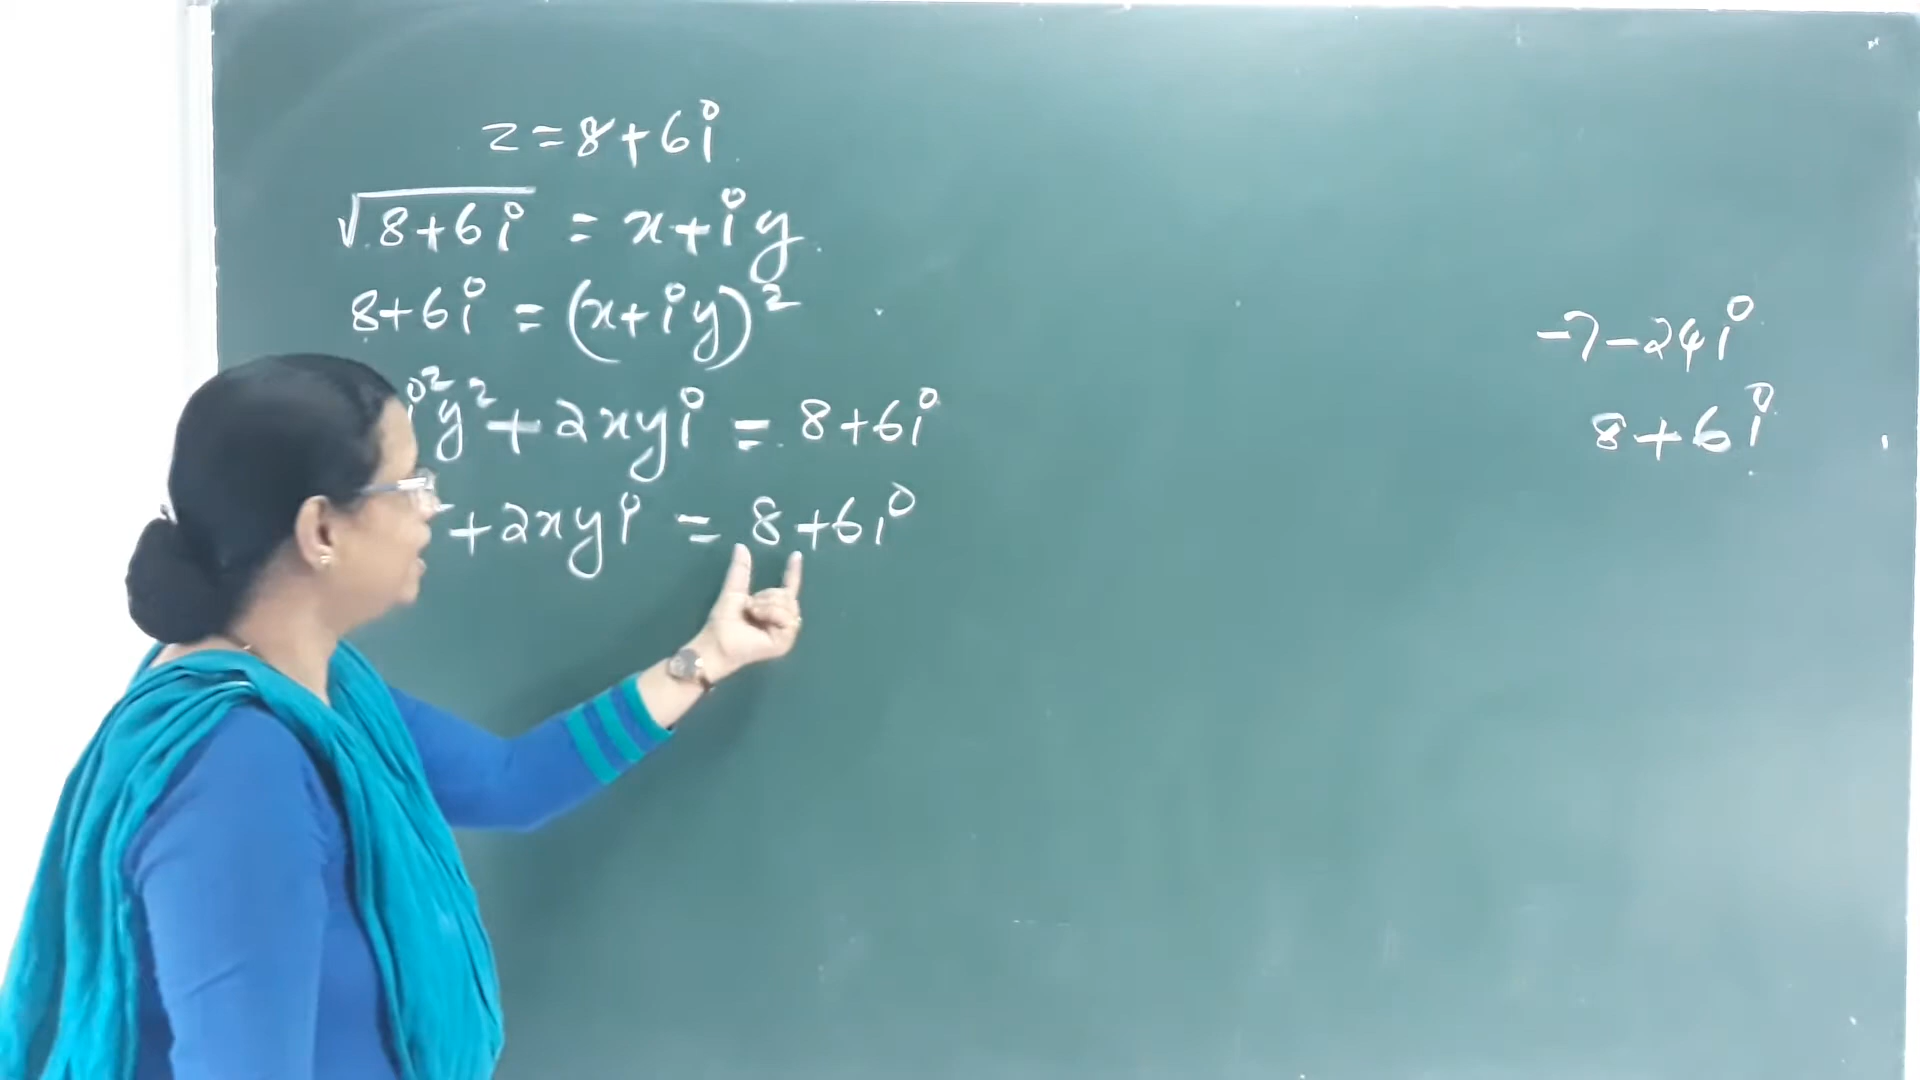 z = 8+6i
√8+6i = x+iy
8+6i = (x+iy)²
i²y² + 2xyi = 8+6i
+2xyi = 8+6i
-7-24i
8+6i